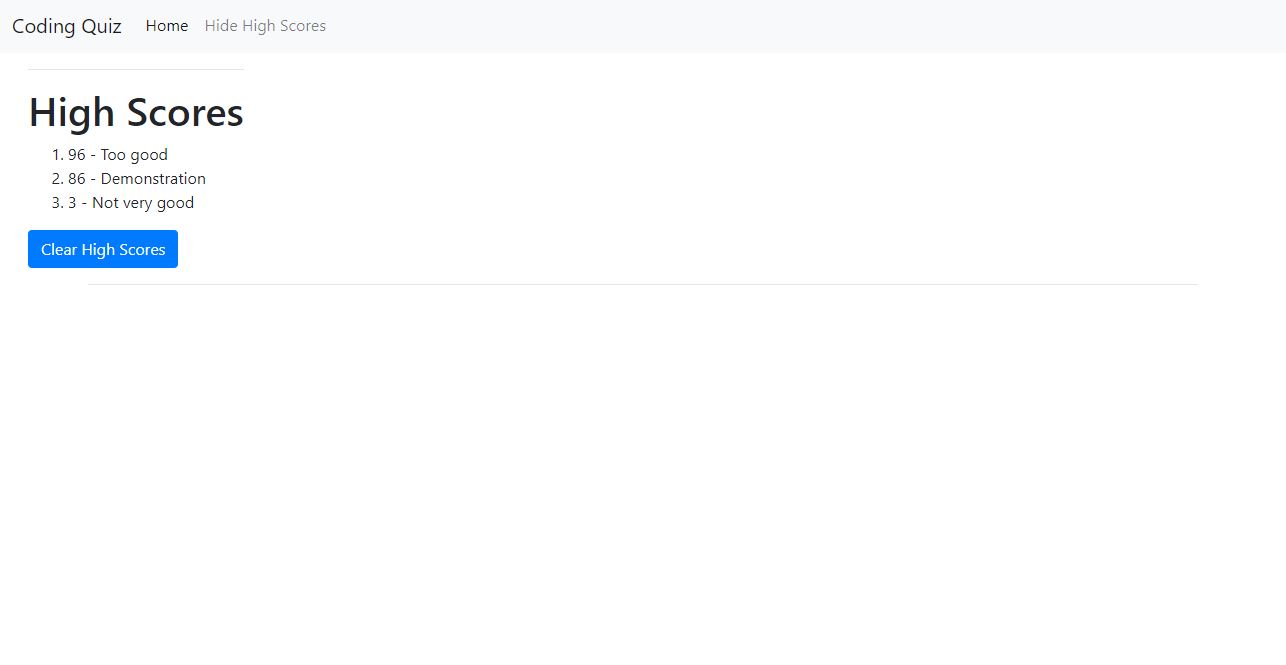 Coding Quiz Home Hide High Scores
High Scores
1. 96 - Too good
2. 86 - Demonstration
3. 3 - Not very good
Clear High Scores